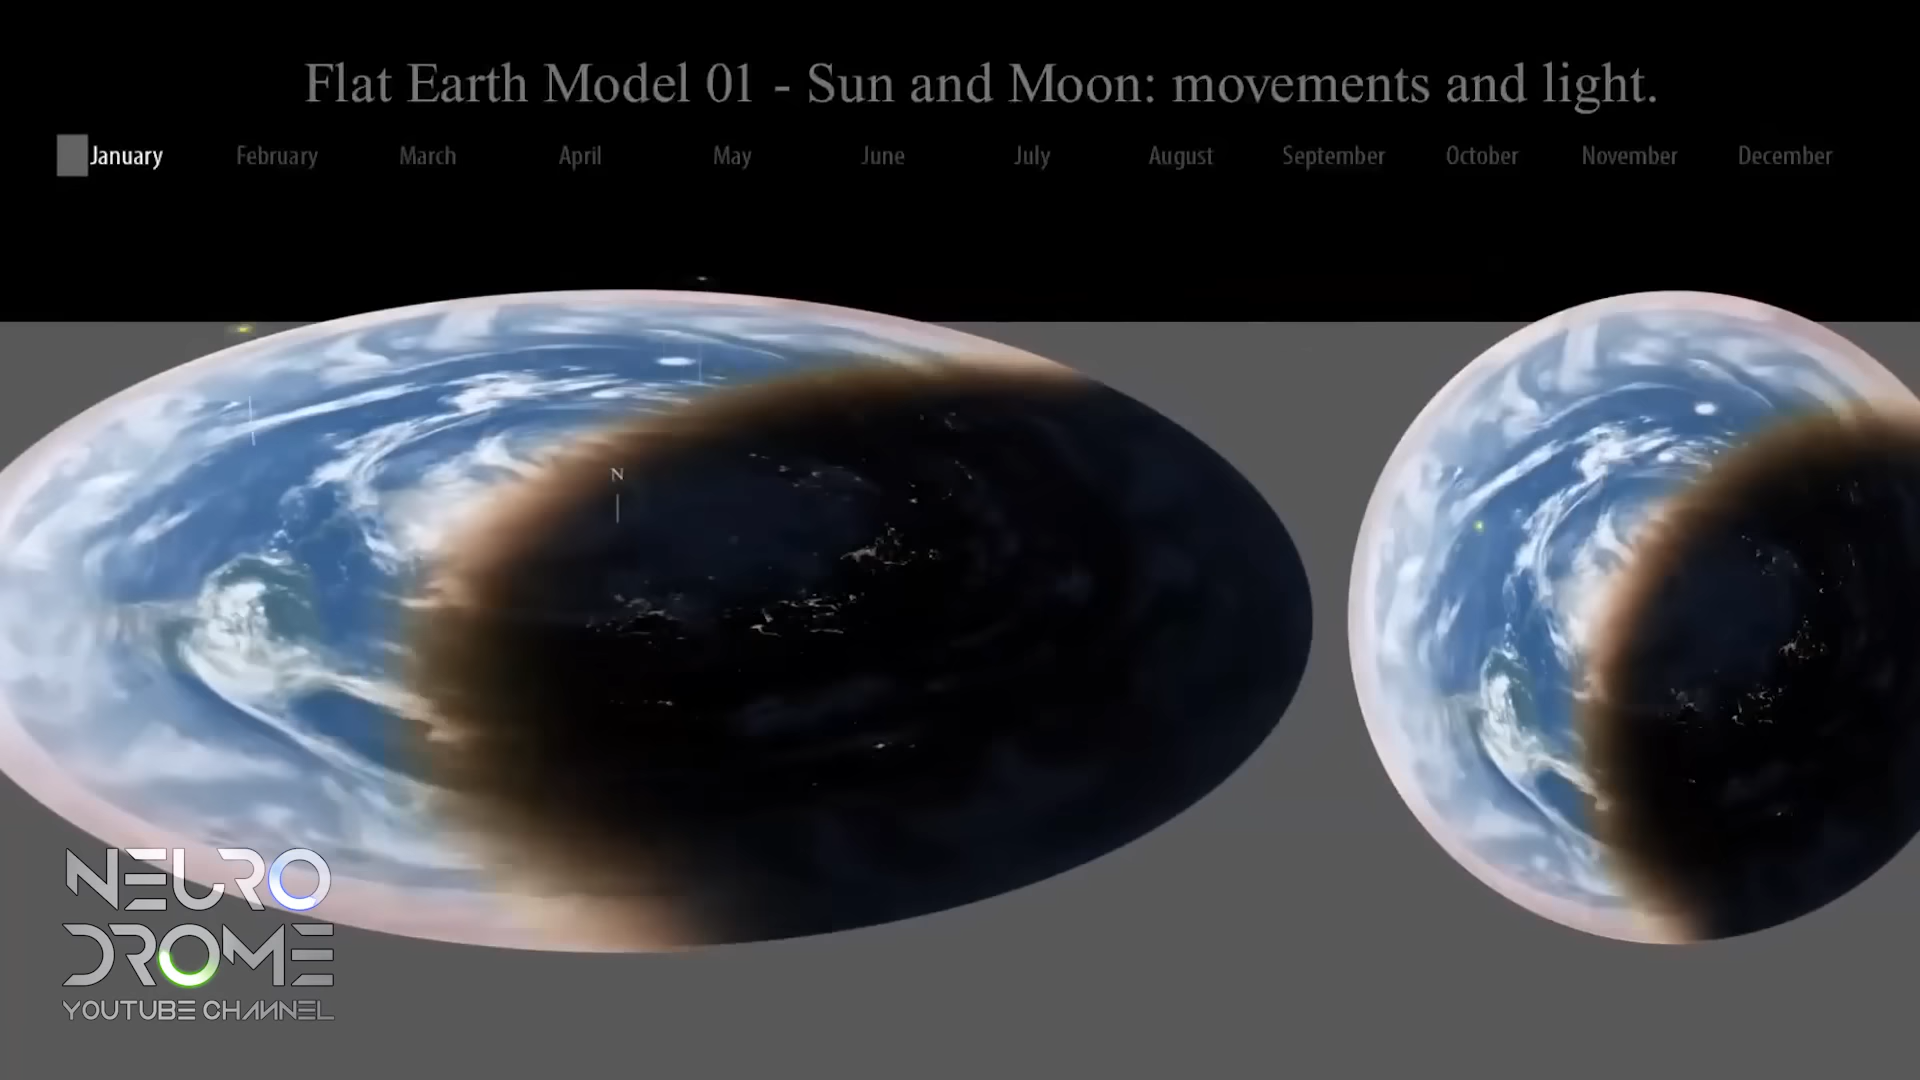 Flat Earth Model 01 - Sun and Moon: movements and light.
January February March April May June July August September October November December
N
NEURO
DROME
YOUTUBE CHANNEL